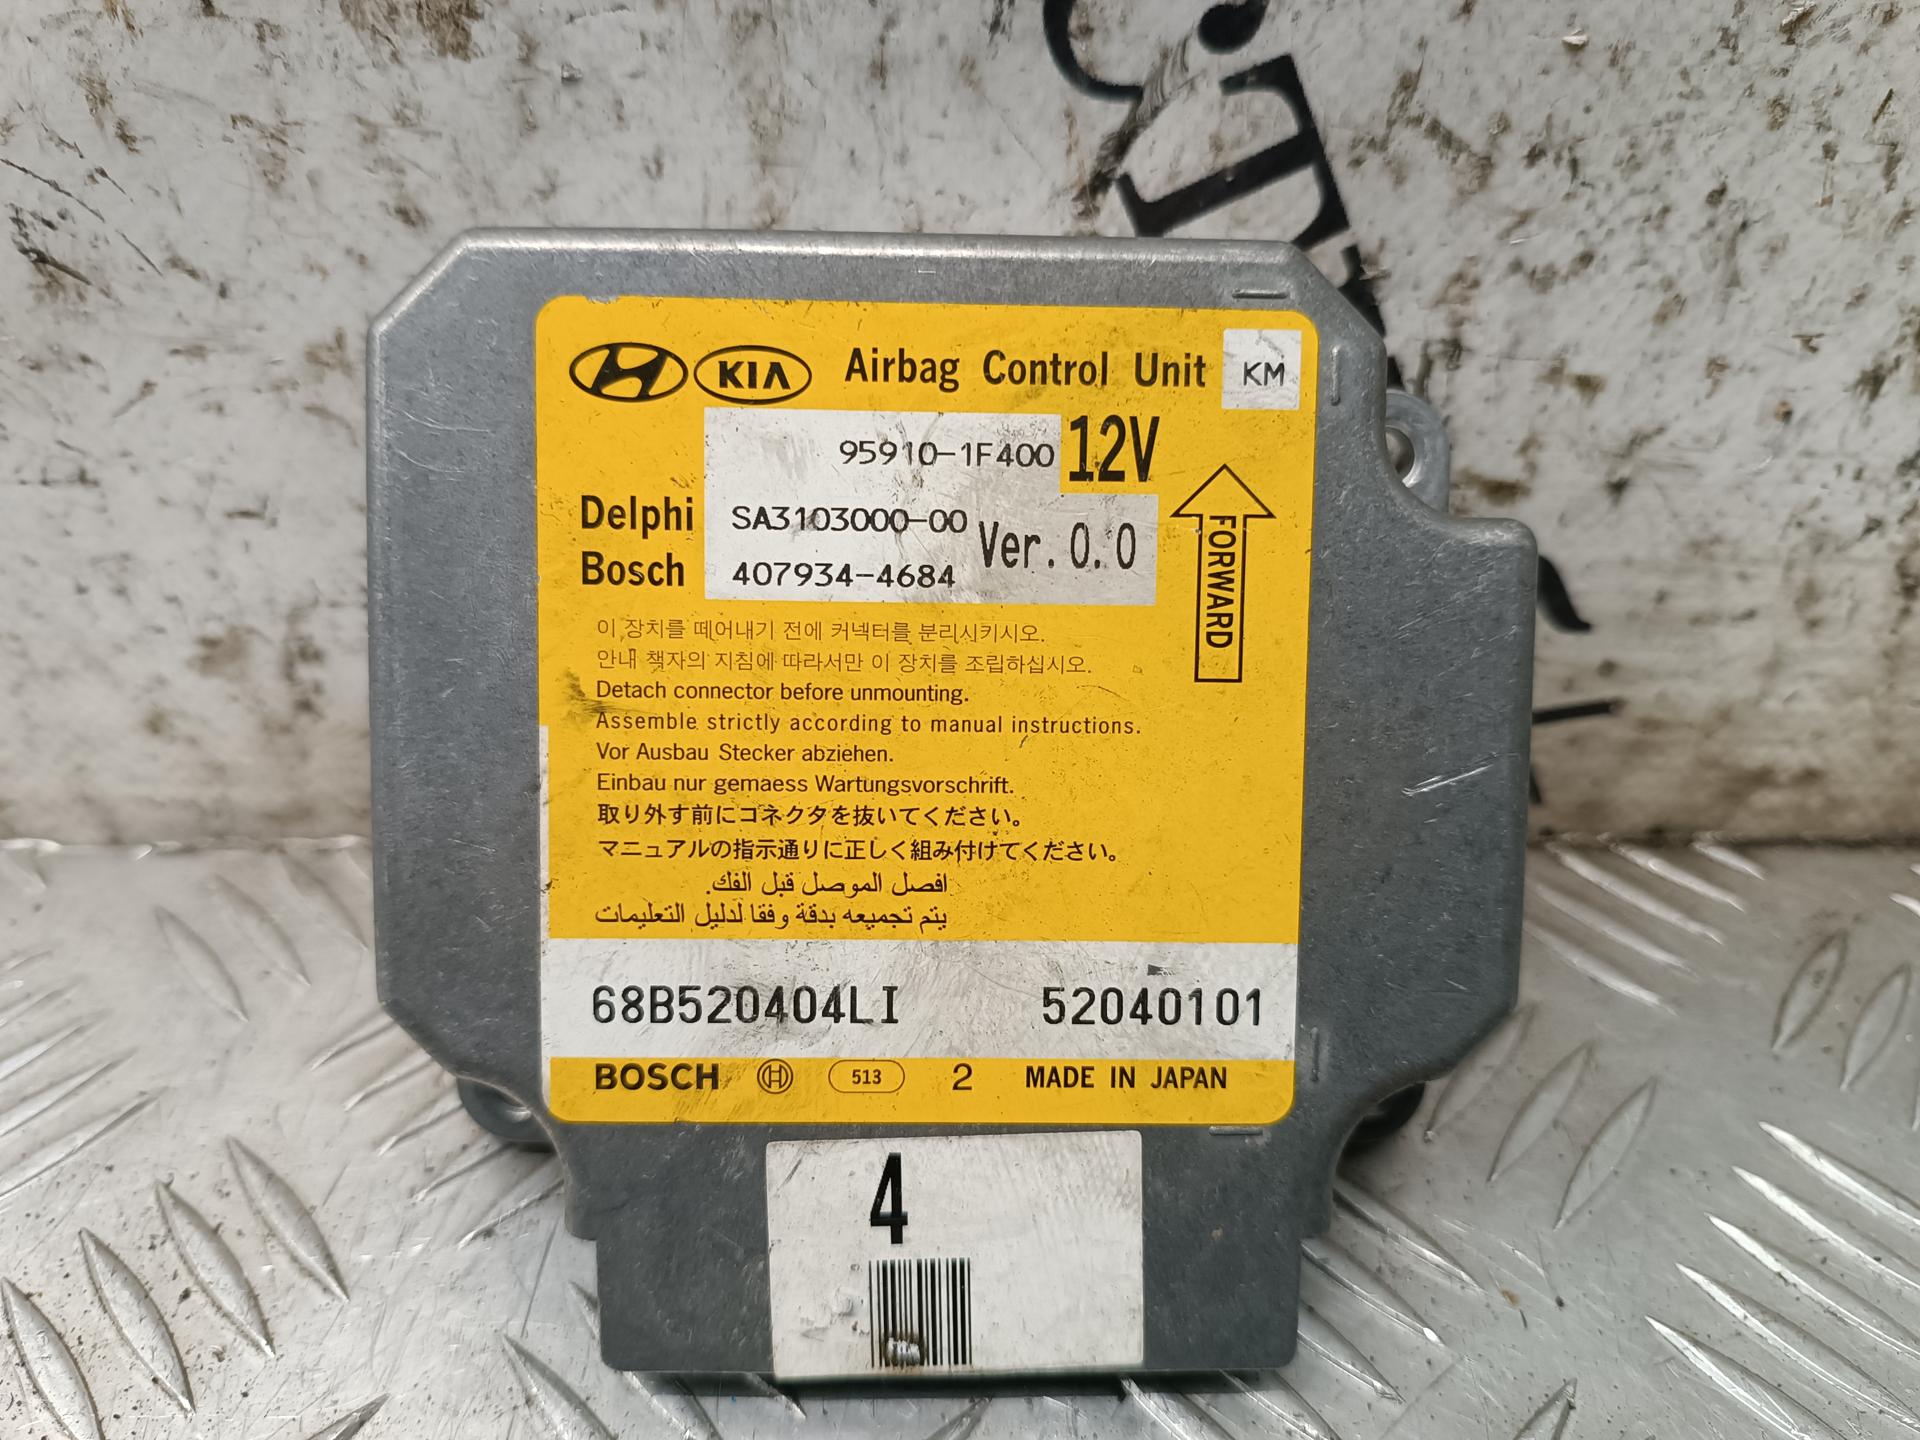 KIA Airbag Control Unit KM
95910-1F400 12V
Delphi SA3103000-00 Ver. 0.0
Bosch 407934-4684
FORWARD
이 장치를 떼어내기 전에 커넥터를 분리시키시오.
안내 책자의 지침에 따라서만 이 장치를 조립하십시오.
Detach connector before unmounting.
Assemble strictly according to manual instructions.
Vor Ausbau Stecker abziehen.
Einbau nur gemaess Wartungsvorschrift.
取り外す前にコネクタを抜いてください。
マニュアルの指示通りに正しく組み付けてください。
افصل الموصل قبل الفك.
يتم تجميعه بدقة وفقا لدليل التعليمات
68B520404LI 52040101
BOSCH 513 2 MADE IN JAPAN
4